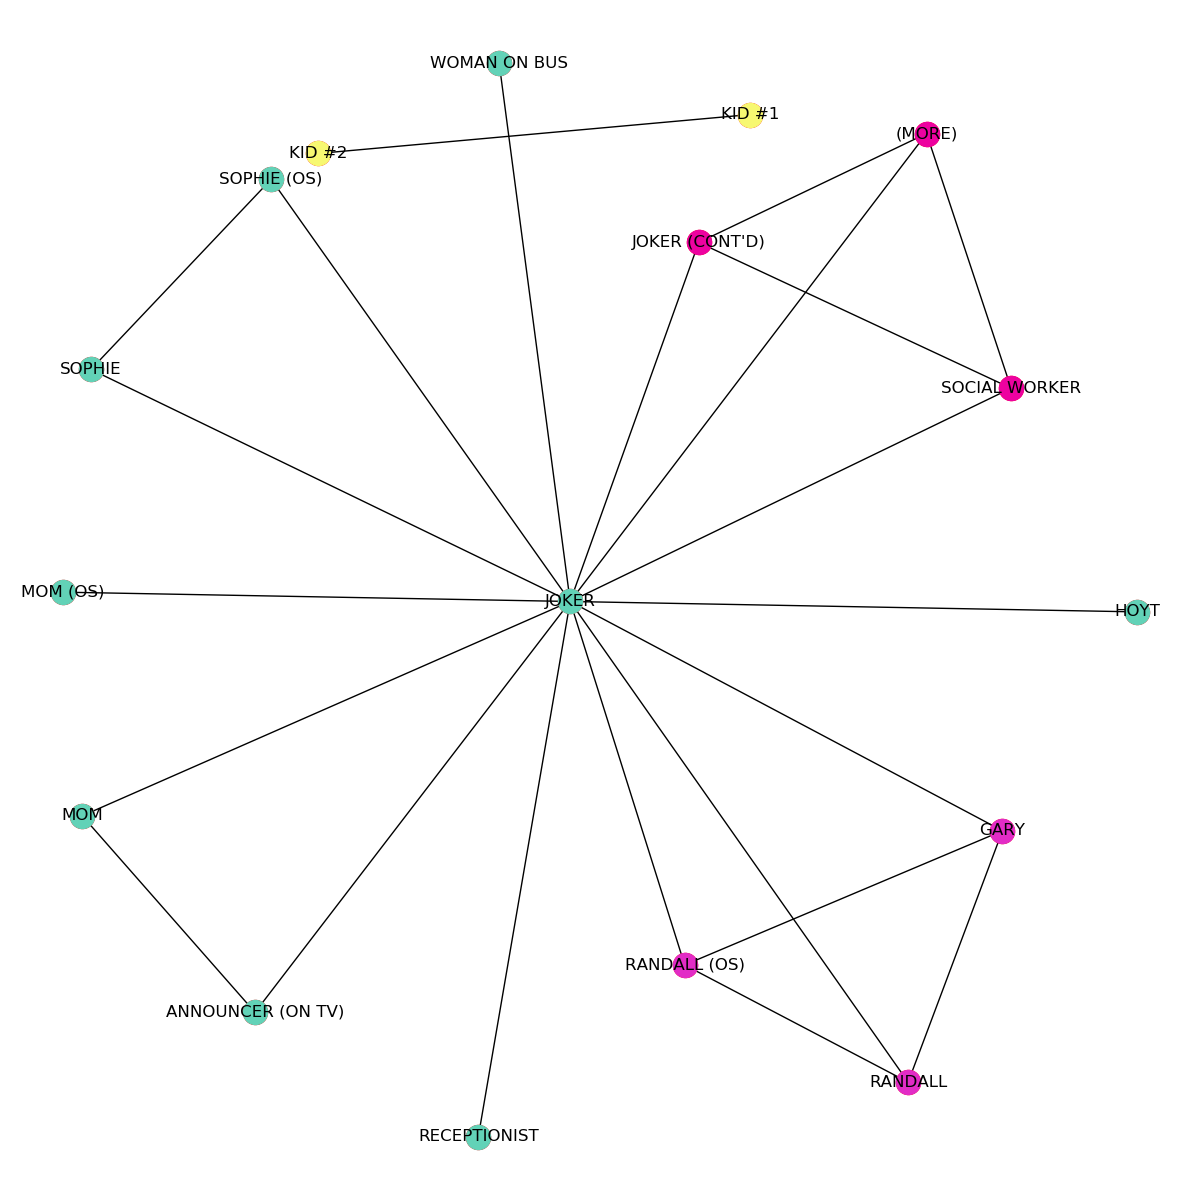 WOMAN ON BUS
KID #1
(MORE)
KID #2
SOPHIE (OS)
JOKER (CONT'D)
SOPHIE
SOCIAL WORKER
MOM (OS)
JOKER
HOYT
MOM
GARY
RANDALL (OS)
ANNOUNCER (ON TV)
RANDALL
RECEPTIONIST